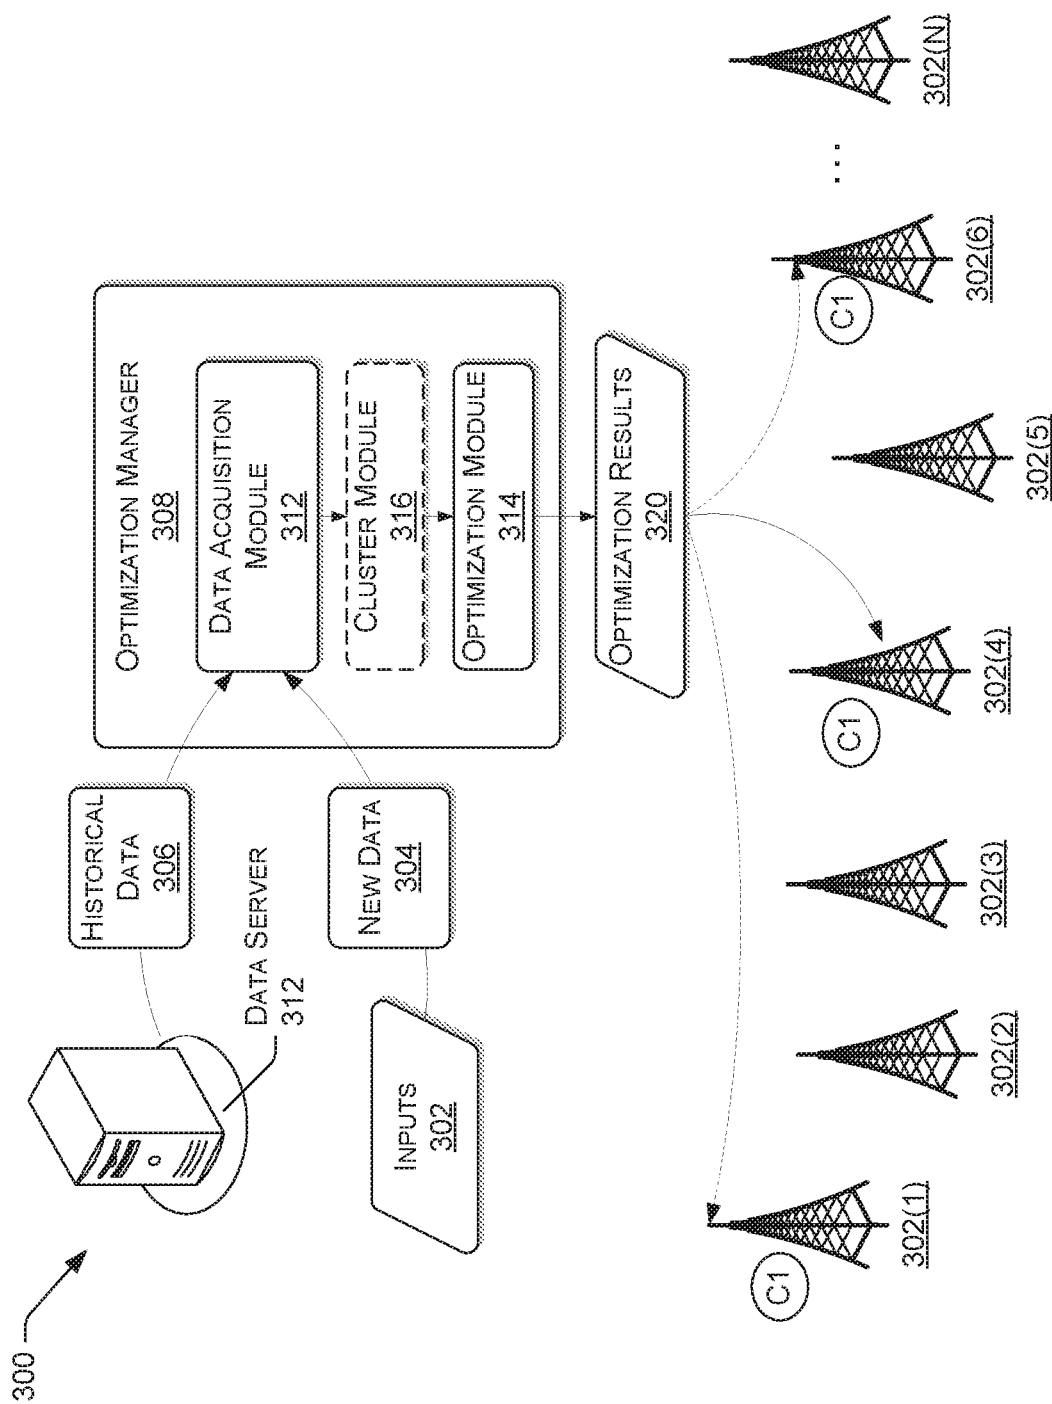 300
DATA SERVER
312
HISTORICAL
DATA
306
INPUTS
302
NEW DATA
304
OPTIMIZATION MANAGER
308
DATA ACQUISITION
MODULE
312
CLUSTER MODULE
316
OPTIMIZATION MODULE
314
OPTIMIZATION RESULTS
320
C1
302(1)
302(2)
302(3)
C1
302(4)
302(5)
C1
302(6)
...
302(N)